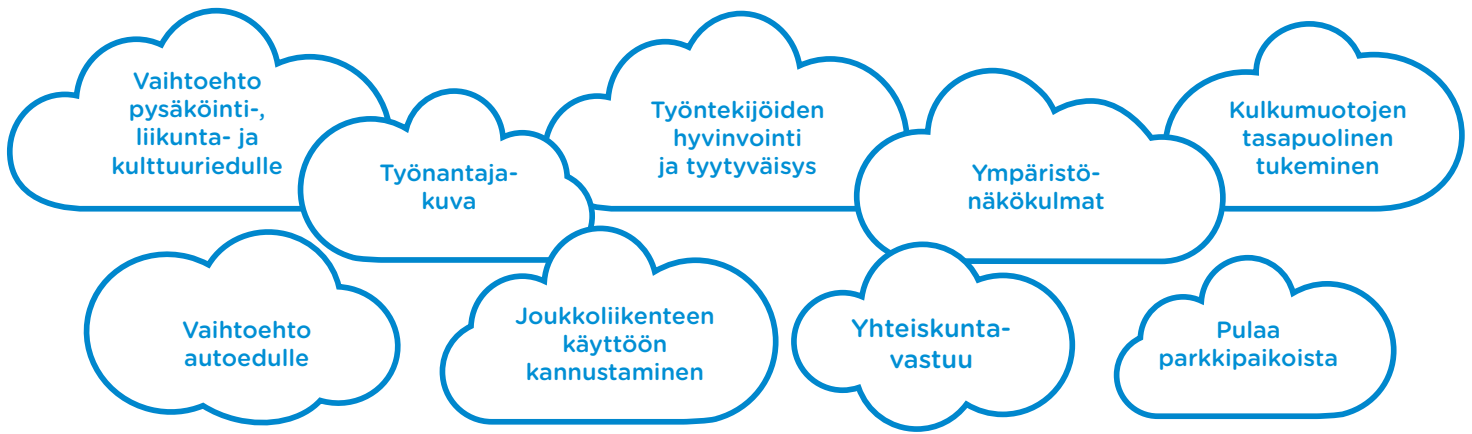 Vaihtoehto
pysäköinti-,
liikunta- ja
kulttuuriedulle
Työnantaja-
kuva
Työntekijöiden
hyvinvointi
ja tyytyväisys
Ympäristö-
näkökulmat
Kulkumuotojen
tasapuolinen
tukeminen
Vaihtoehto
autoedulle
Joukkoliikenteen
käyttöön
kannustaminen
Yhteiskunta-
vastuu
Pulaa
parkkipaikoista